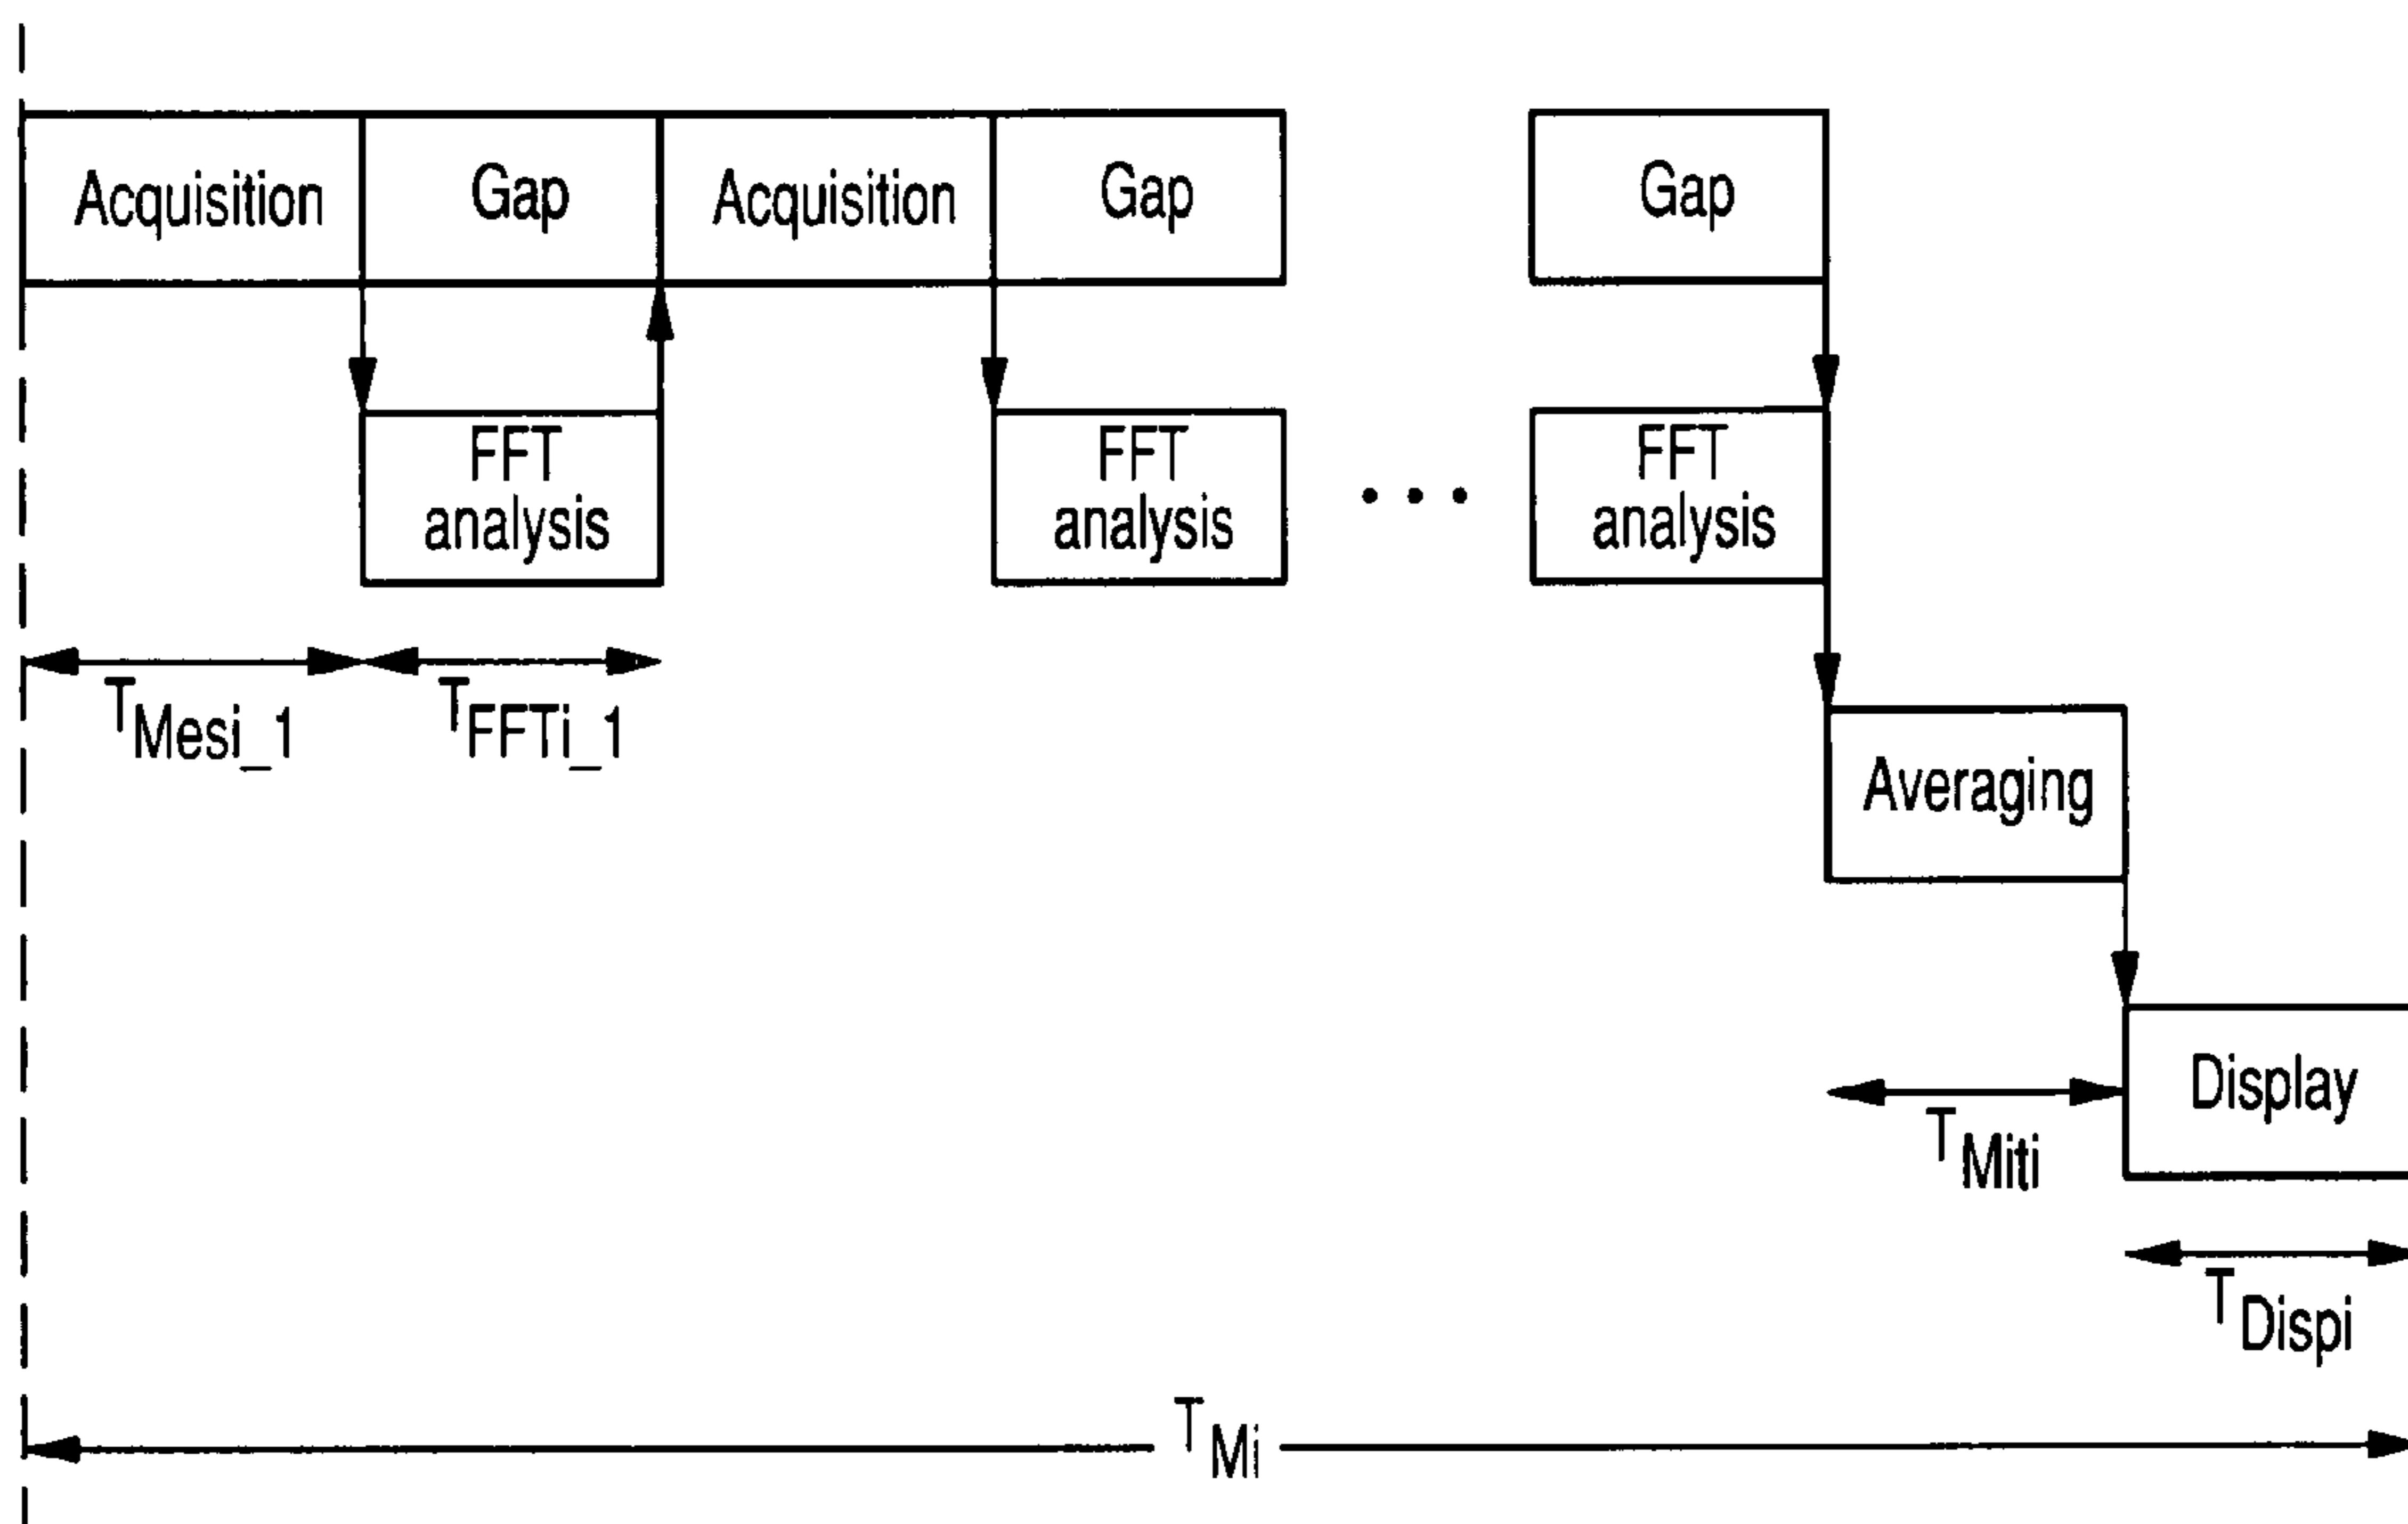 Acquisition Gap Acquisition Gap Gap
FFT analysis
FFT analysis
• • •
FFT analysis
TMesi_1
TFFTi_1
Averaging
Display
TMiti
TDispi
TMi